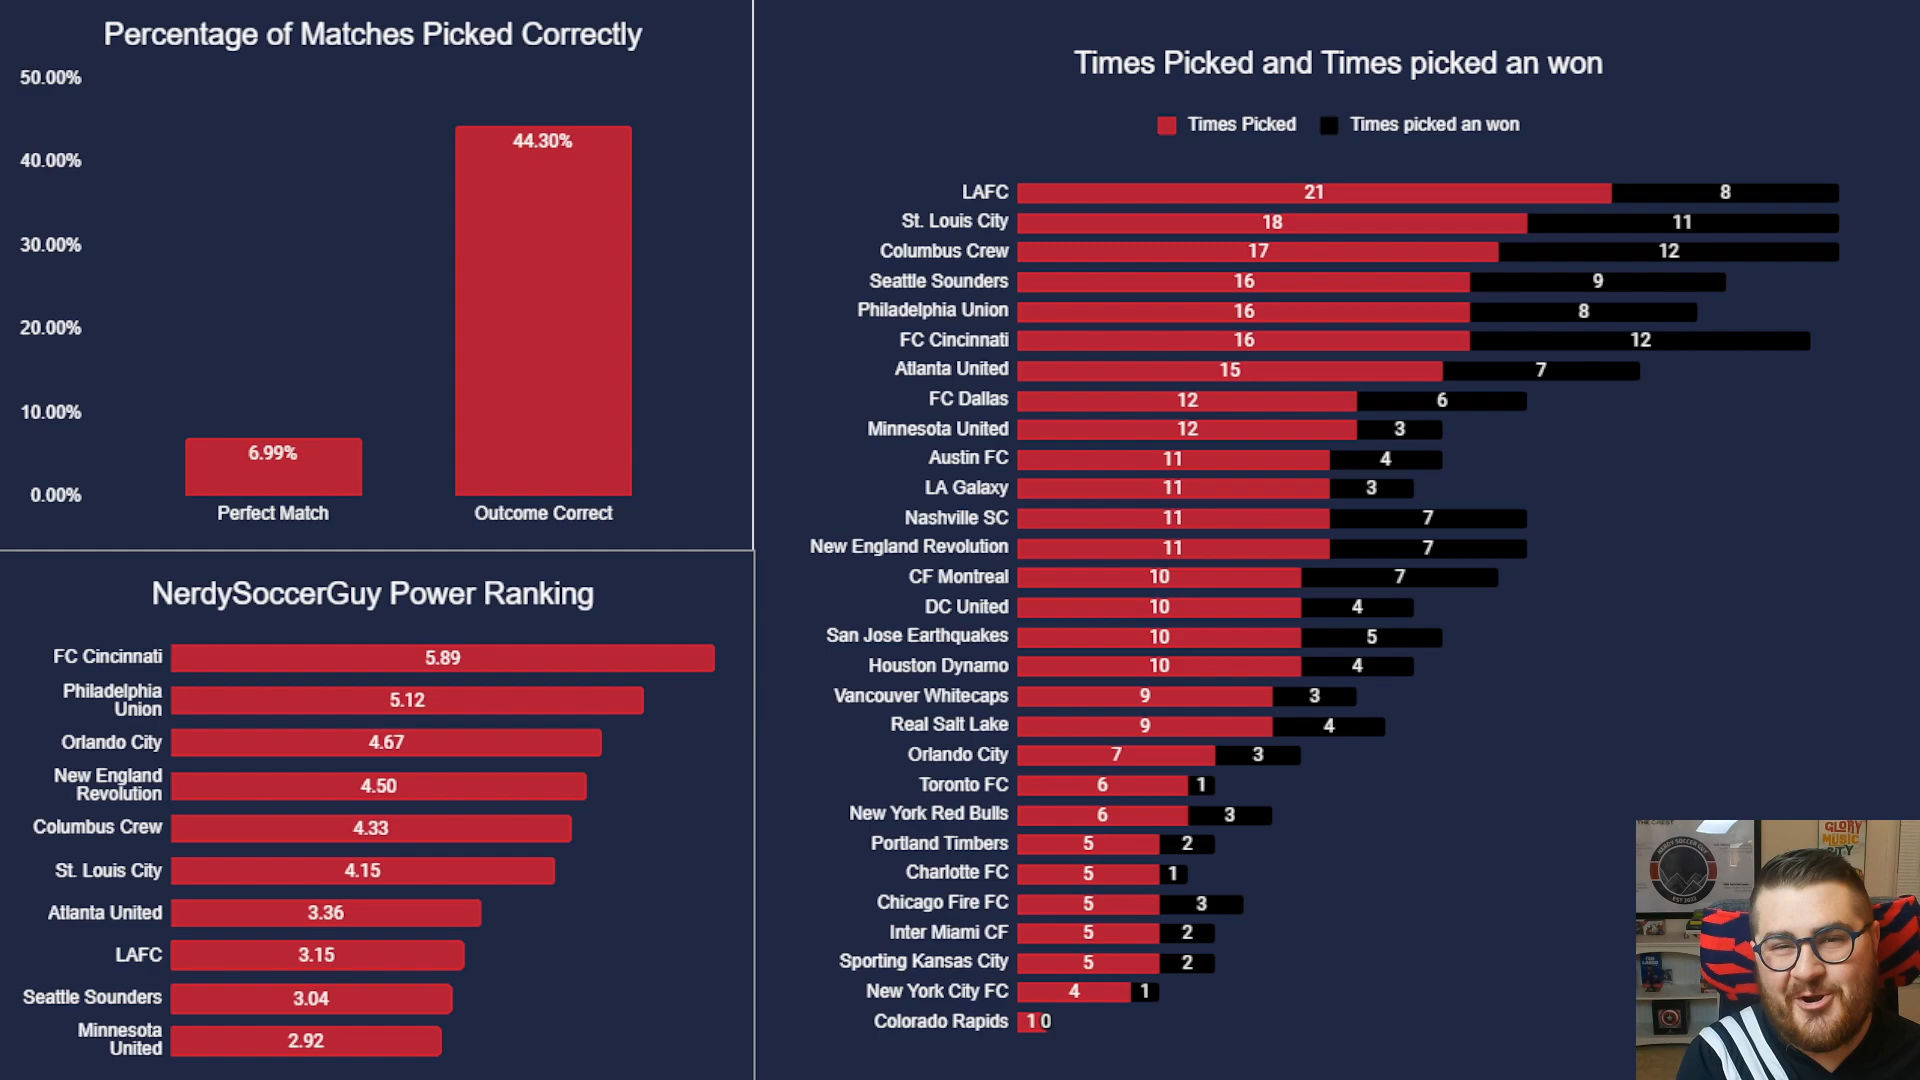 Percentage of Matches Picked Correctly
50.00%
40.00%
30.00%
20.00%
10.00%
0.00%
6.99%
44.30%
Perfect Match
Outcome Correct
NerdySoccerGuy Power Ranking
FC Cincinnati 5.89
Philadelphia
Union 5.12
Orlando City 4.67
New England
Revolution 4.50
Columbus Crew 4.33
St. Louis City 4.15
Atlanta United 3.36
LAFC 3.15
Seattle Sounders 3.04
Minnesota
United 2.92
Times Picked and Times picked an won
Times Picked Times picked an won
LAFC 21 8
St. Louis City 18 11
Columbus Crew 17 12
Seattle Sounders 16 9
Philadelphia Union 16 8
FC Cincinnati 16 12
Atlanta United 15 7
FC Dallas 12 6
Minnesota United 12 3
Austin FC 11 4
LA Galaxy 11 3
Nashville SC 11 7
New England Revolution 11 7
CF Montreal 10 7
DC United 10 4
San Jose Earthquakes 10 5
Houston Dynamo 10 4
Vancouver Whitecaps 9 3
Real Salt Lake 9 4
Orlando City 7 3
Toronto FC 6 1
New York Red Bulls 6 3
Portland Timbers 5 2
Charlotte FC 5 1
Chicago Fire FC 5 3
Inter Miami CF 5 2
Sporting Kansas City 5 2
New York City FC 4 1
Colorado Rapids 1 0
THE CREST
NERDY SOCCER GUY
EST 2022
GLORY
MUSIC
CITY